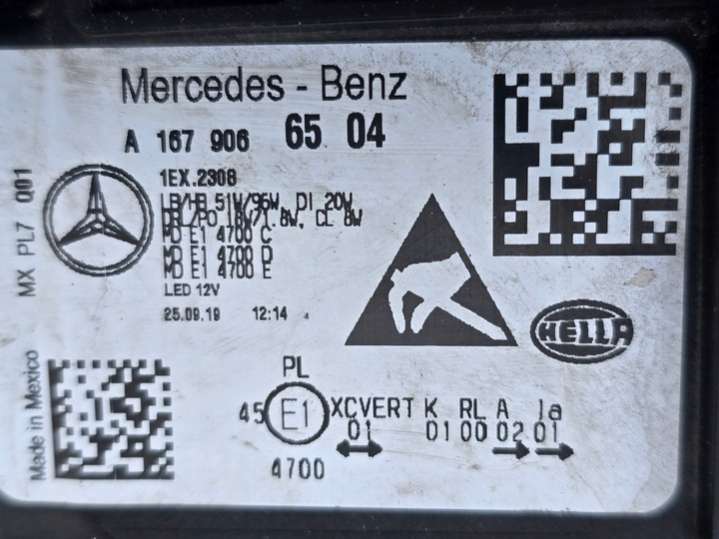 Mercedes - Benz
A 167 906 65 04
1EX.2308
LB/HB 51W/96W, DI 20W
DRL/PO 18W/1.8W, CL 8W
MD E1 4700 C
MD E1 4700 D
MD E1 4700 E
LED 12V
25.09.19 12:14
MX PL7 001
HELLA
Made in Mexico
PL
45 E1 XCVERT K RL A 1a
01 01 00 02 01
4700